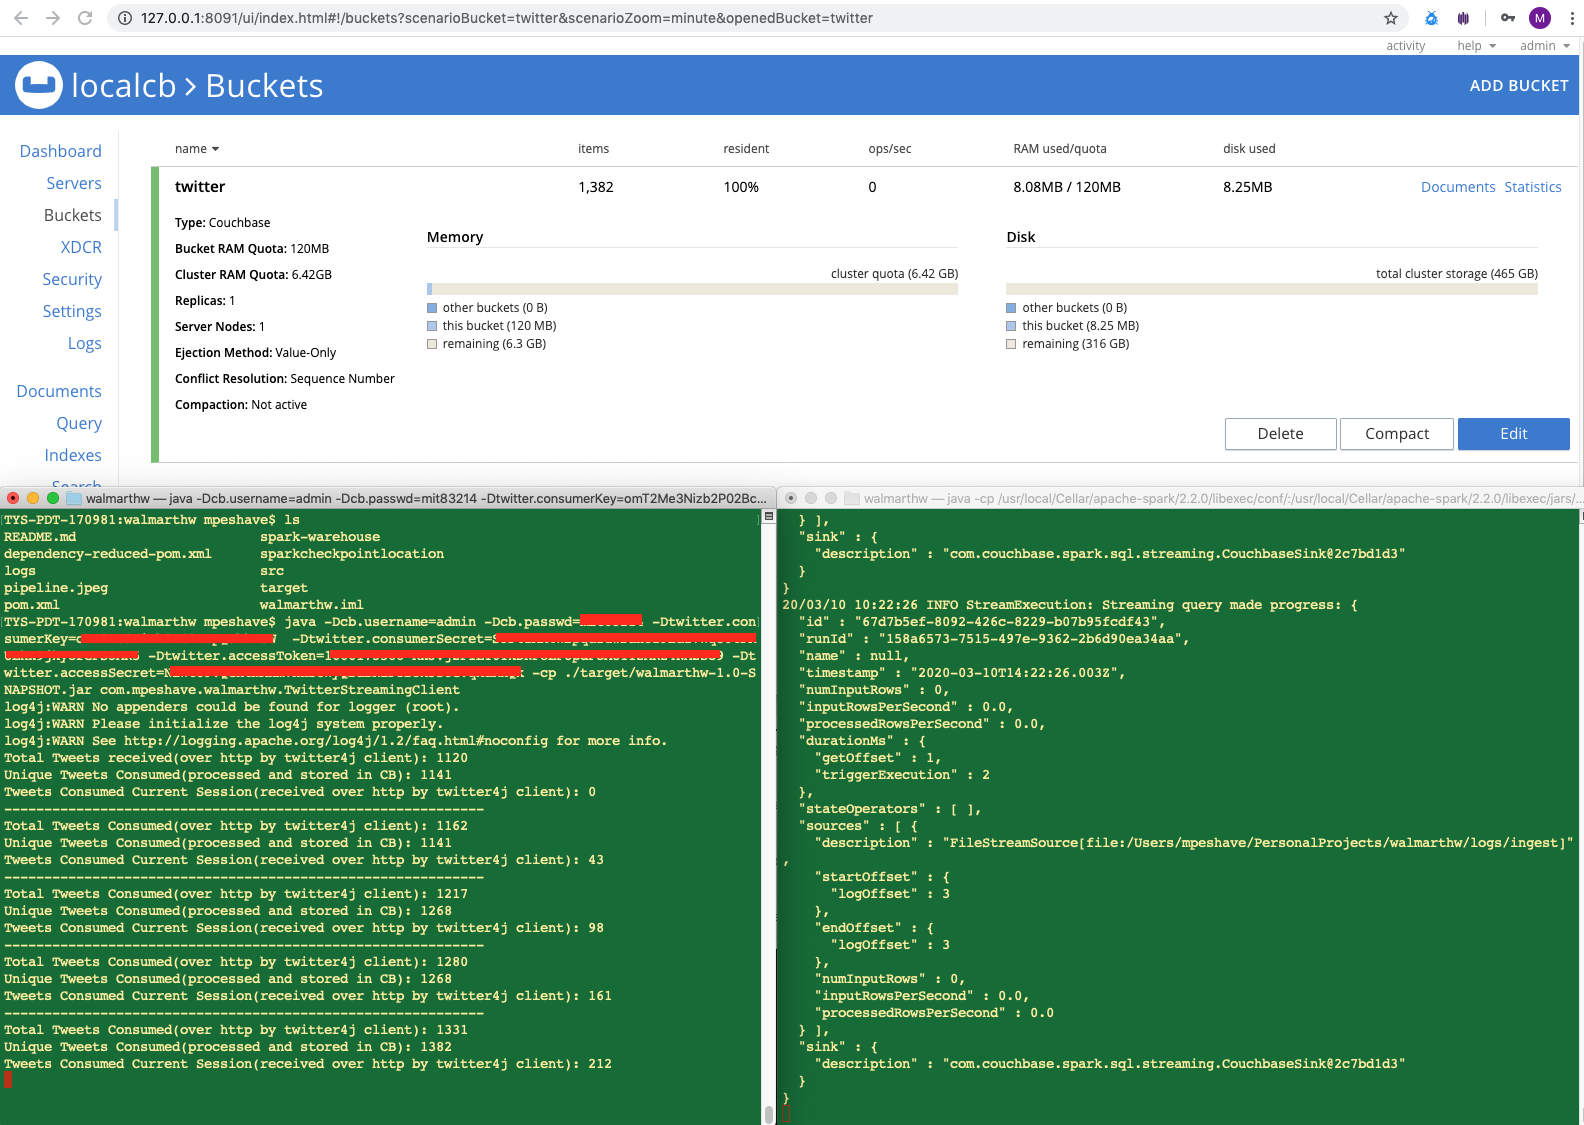 127.0.0.1:8091/ui/index.html#!/buckets?scenarioBucket=twitter&scenarioZoom=minute&openedBucket=twitter
M
activity help admin
localcb > Buckets
ADD BUCKET
Dashboard
Servers
Buckets
XDCR
Security
Settings
Logs
Documents
Query
Indexes
Search
name items resident ops/sec RAM used/quota disk used
twitter 1,382 100% 0 8.08MB / 120MB 8.25MB Documents Statistics
Type: Couchbase
Bucket RAM Quota: 120MB
Cluster RAM Quota: 6.42GB
Replicas: 1
Server Nodes: 1
Ejection Method: Value-Only
Conflict Resolution: Sequence Number
Compaction: Not active
Memory
cluster quota (6.42 GB)
other buckets (0 B)
this bucket (120 MB)
remaining (6.3 GB)
Disk
total cluster storage (465 GB)
other buckets (0 B)
this bucket (8.25 MB)
remaining (316 GB)
Delete Compact Edit
walmarthw — java -Dcb.username=admin -Dcb.passwd=mit83214 -Dtwitter.consumerKey=omT2Me3Nizb2P02Bc...
TYS-PDT-170981:walmarthw mpeshave$ ls
README.md spark-warehouse
dependency-reduced-pom.xml sparkcheckpointlocation
logs src
pipeline.jpeg target
pom.xml walmarthw.iml
TYS-PDT-170981:walmarthw mpeshave$ java -Dcb.username=admin -Dcb.passwd= -Dtwitter.con
sumerKey= -Dtwitter.consumerSecret=
-Dtwitter.accessToken= -Dt
witter.accessSecret= -cp ./target/walmarthw-1.0-S
NAPSHOT.jar com.mpeshave.walmarthw.TwitterStreamingClient
log4j:WARN No appenders could be found for logger (root).
log4j:WARN Please initialize the log4j system properly.
log4j:WARN See http://logging.apache.org/log4j/1.2/faq.html#noconfig for more info.
Total Tweets received(over http by twitter4j client): 1120
Unique Tweets Consumed(processed and stored in CB): 1141
Tweets Consumed Current Session(received over http by twitter4j client): 0
------------------------------------------------------------
Total Tweets Consumed(over http by twitter4j client): 1162
Unique Tweets Consumed(processed and stored in CB): 1141
Tweets Consumed Current Session(received over http by twitter4j client): 43
------------------------------------------------------------
Total Tweets Consumed(over http by twitter4j client): 1217
Unique Tweets Consumed(processed and stored in CB): 1268
Tweets Consumed Current Session(received over http by twitter4j client): 98
------------------------------------------------------------
Total Tweets Consumed(over http by twitter4j client): 1280
Unique Tweets Consumed(processed and stored in CB): 1268
Tweets Consumed Current Session(received over http by twitter4j client): 161
------------------------------------------------------------
Total Tweets Consumed(over http by twitter4j client): 1331
Unique Tweets Consumed(processed and stored in CB): 1382
Tweets Consumed Current Session(received over http by twitter4j client): 212
walmarthw — java -cp /usr/local/Cellar/apache-spark/2.2.0/libexec/conf/:/usr/local/Cellar/apache-spark/2.2.0/libexec/jars/...
} ],
"sink" : {
"description" : "com.couchbase.spark.sql.streaming.CouchbaseSink@2c7bd1d3"
}
}
20/03/10 10:22:26 INFO StreamExecution: Streaming query made progress: {
"id" : "67d7b5ef-8092-426c-8229-b07b95fcdf43",
"runId" : "158a6573-7515-497e-9362-2b6d90ea34aa",
"name" : null,
"timestamp" : "2020-03-10T14:22:26.003Z",
"numInputRows" : 0,
"inputRowsPerSecond" : 0.0,
"processedRowsPerSecond" : 0.0,
"durationMs" : {
"getOffset" : 1,
"triggerExecution" : 2
},
"stateOperators" : [ ],
"sources" : [ {
"description" : "FileStreamSource[file:/Users/mpeshave/PersonalProjects/walmarthw/logs/ingest]"
,
"startOffset" : {
"logOffset" : 3
},
"endOffset" : {
"logOffset" : 3
},
"numInputRows" : 0,
"inputRowsPerSecond" : 0.0,
"processedRowsPerSecond" : 0.0
} ],
"sink" : {
"description" : "com.couchbase.spark.sql.streaming.CouchbaseSink@2c7bd1d3"
}
}